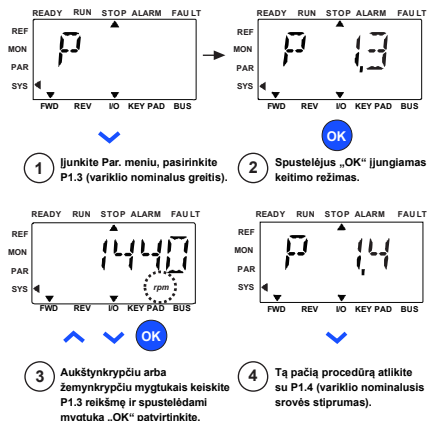 READY RUN STOP ALARM FAULT
REF
MON
PAR
SYS
P
FWD REV I/O KEYPAD BUS
1 Įjunkite Par. meniu, pasirinkite
P1.3 (variklio nominalus greitis).
READY RUN STOP ALARM FAULT
REF
MON
PAR
SYS
P 1,3
FWD REV I/O KEYPAD BUS
OK
2 Spustelėjus „OK“ įjungiamas
keitimo režimas.
READY RUN STOP ALARM FAULT
REF
MON
PAR
SYS
1440
rpm
FWD REV I/O KEYPAD BUS
OK
3 Aukštynkrypčiu arba
žemynkrypčiu mygtukais keiskite
P1.3 reikšmę ir spustelėdami
mygtuką „OK“ patvirtinkite.
READY RUN STOP ALARM FAULT
REF
MON
PAR
SYS
P 1,4
FWD REV I/O KEYPAD BUS
4 Tą pačią procedūrą atlikite
su P1.4 (variklio nominalusis
srovės stiprumas).